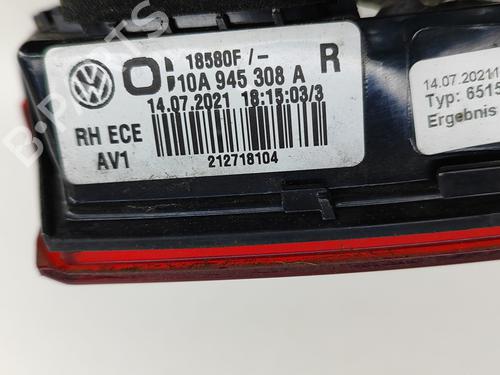 18580F /-
R
10A 945 308 A
14.07.2021 18:15:03/3
RH ECE
AV1
212718104
14.07.2021
Typ: 6515
Ergebnis
B-PARTS